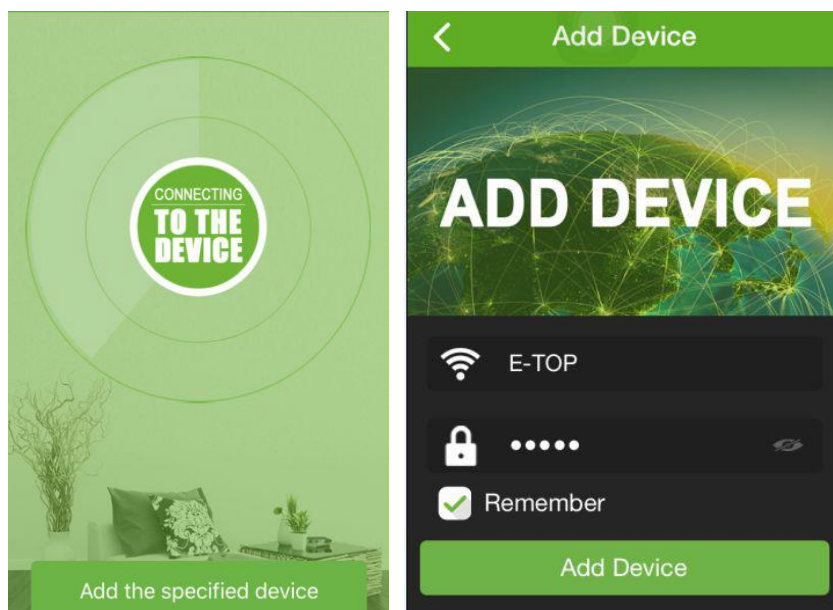 CONNECTING
TO THE
DEVICE
Add the specified device
Add Device
ADD DEVICE
E-TOP
•••••
Remember
Add Device